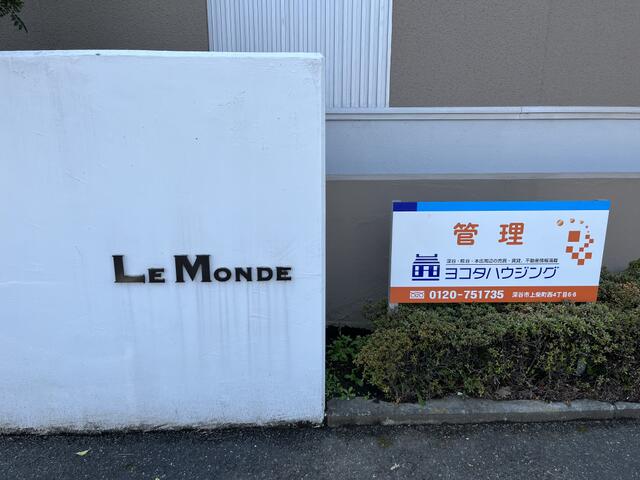 LE MONDE
管理
深谷・熊谷・本庄周辺の売買・賃貸、不動産情報満載
ヨコタハウジング
0120-751735 深谷市上柴町西4丁目6-6